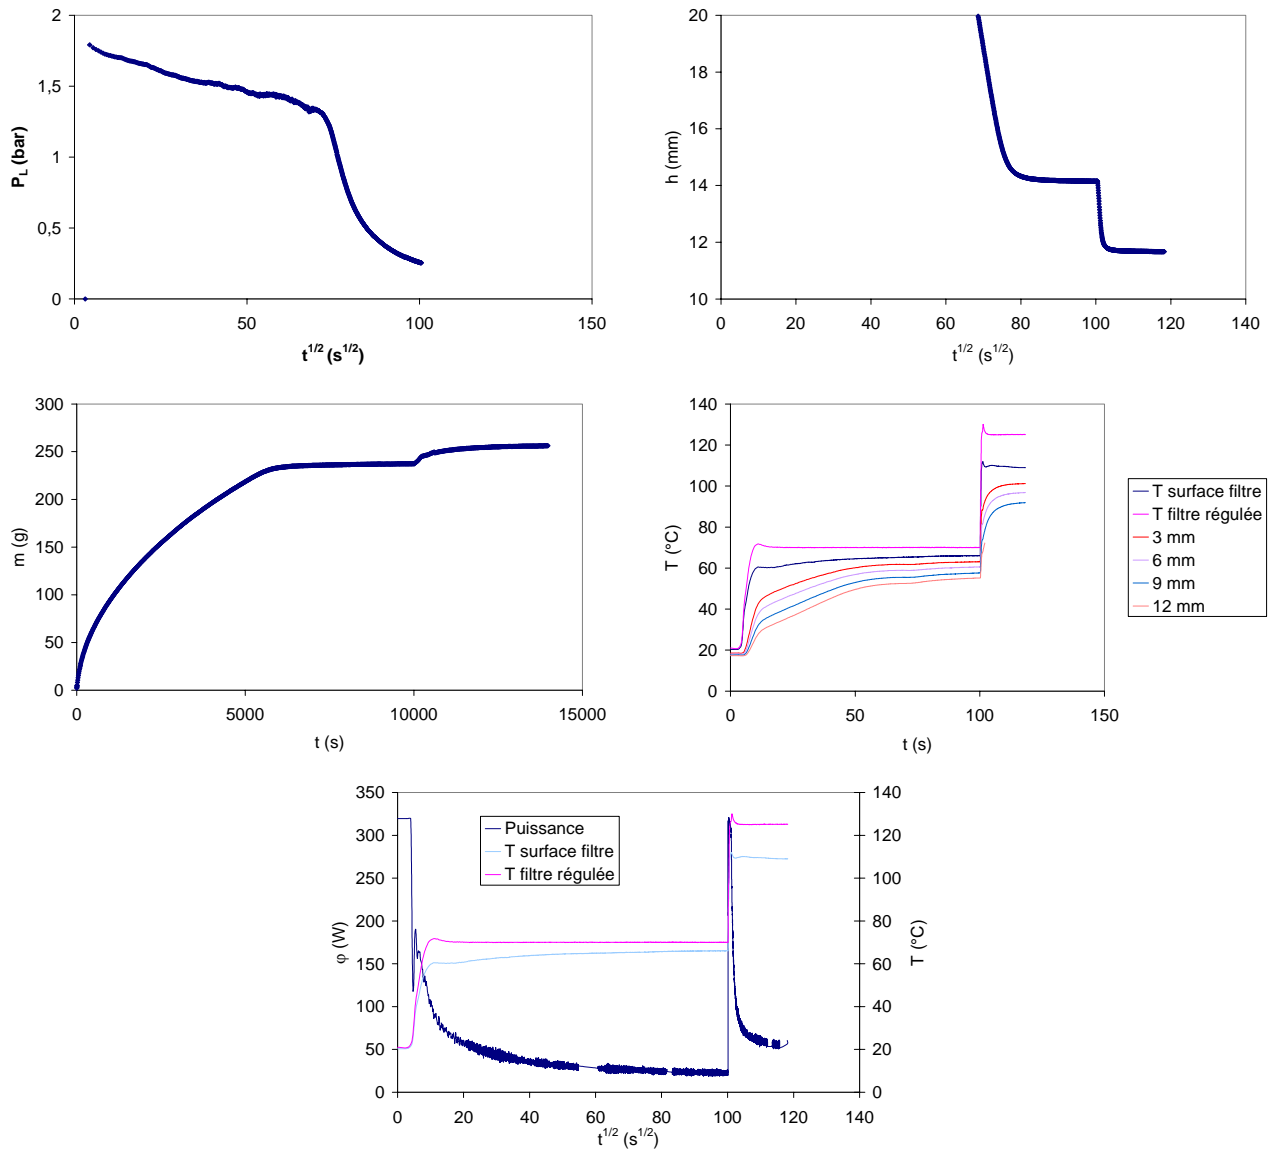 2
1.5
1
0,5
0
0 50 100 150
P_L (bar)
t^1/2 (s^1/2)
20
18
16
14
12
10
0 20 40 60 80 100 120 140
h (mm)
t^1/2 (s^1/2)
300
250
200
150
100
50
0
0 5000 10000 15000
m (g)
t (s)
140
120
100
80
60
40
20
0
0 50 100 150
T (°C)
t (s)
T surface filtre
T filtre régulée
3 mm
6 mm
9 mm
12 mm
350
300
250
200
150
100
50
0
0 20 40 60 80 100 120 140
φ (W)
t^1/2 (s^1/2)
140
120
100
80
60
40
20
0
T (°C)
Puissance
T surface filtre
T filtre régulée